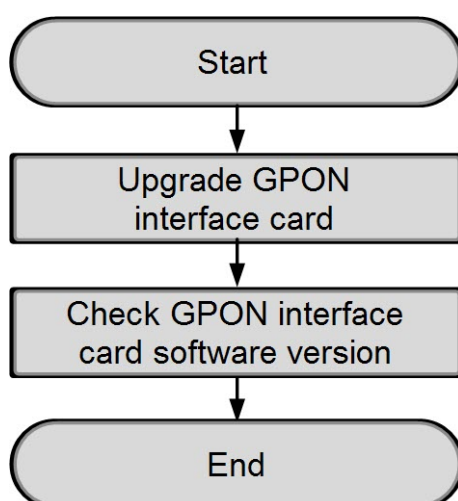 Start
Upgrade GPON
interface card
Check GPON interface
card software version
End